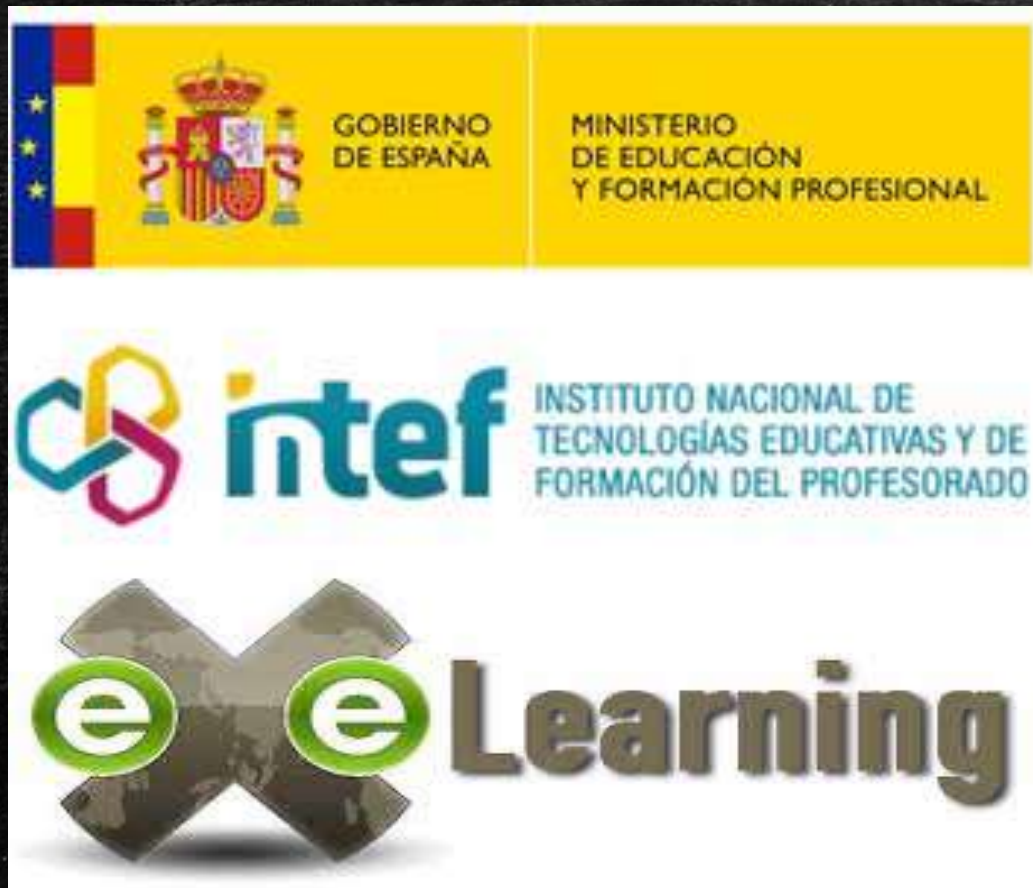 GOBIERNO
DE ESPAÑA
MINISTERIO
DE EDUCACIÓN
Y FORMACIÓN PROFESIONAL
intef
INSTITUTO NACIONAL DE
TECNOLOGÍAS EDUCATIVAS Y DE
FORMACIÓN DEL PROFESORADO
eXe Learning